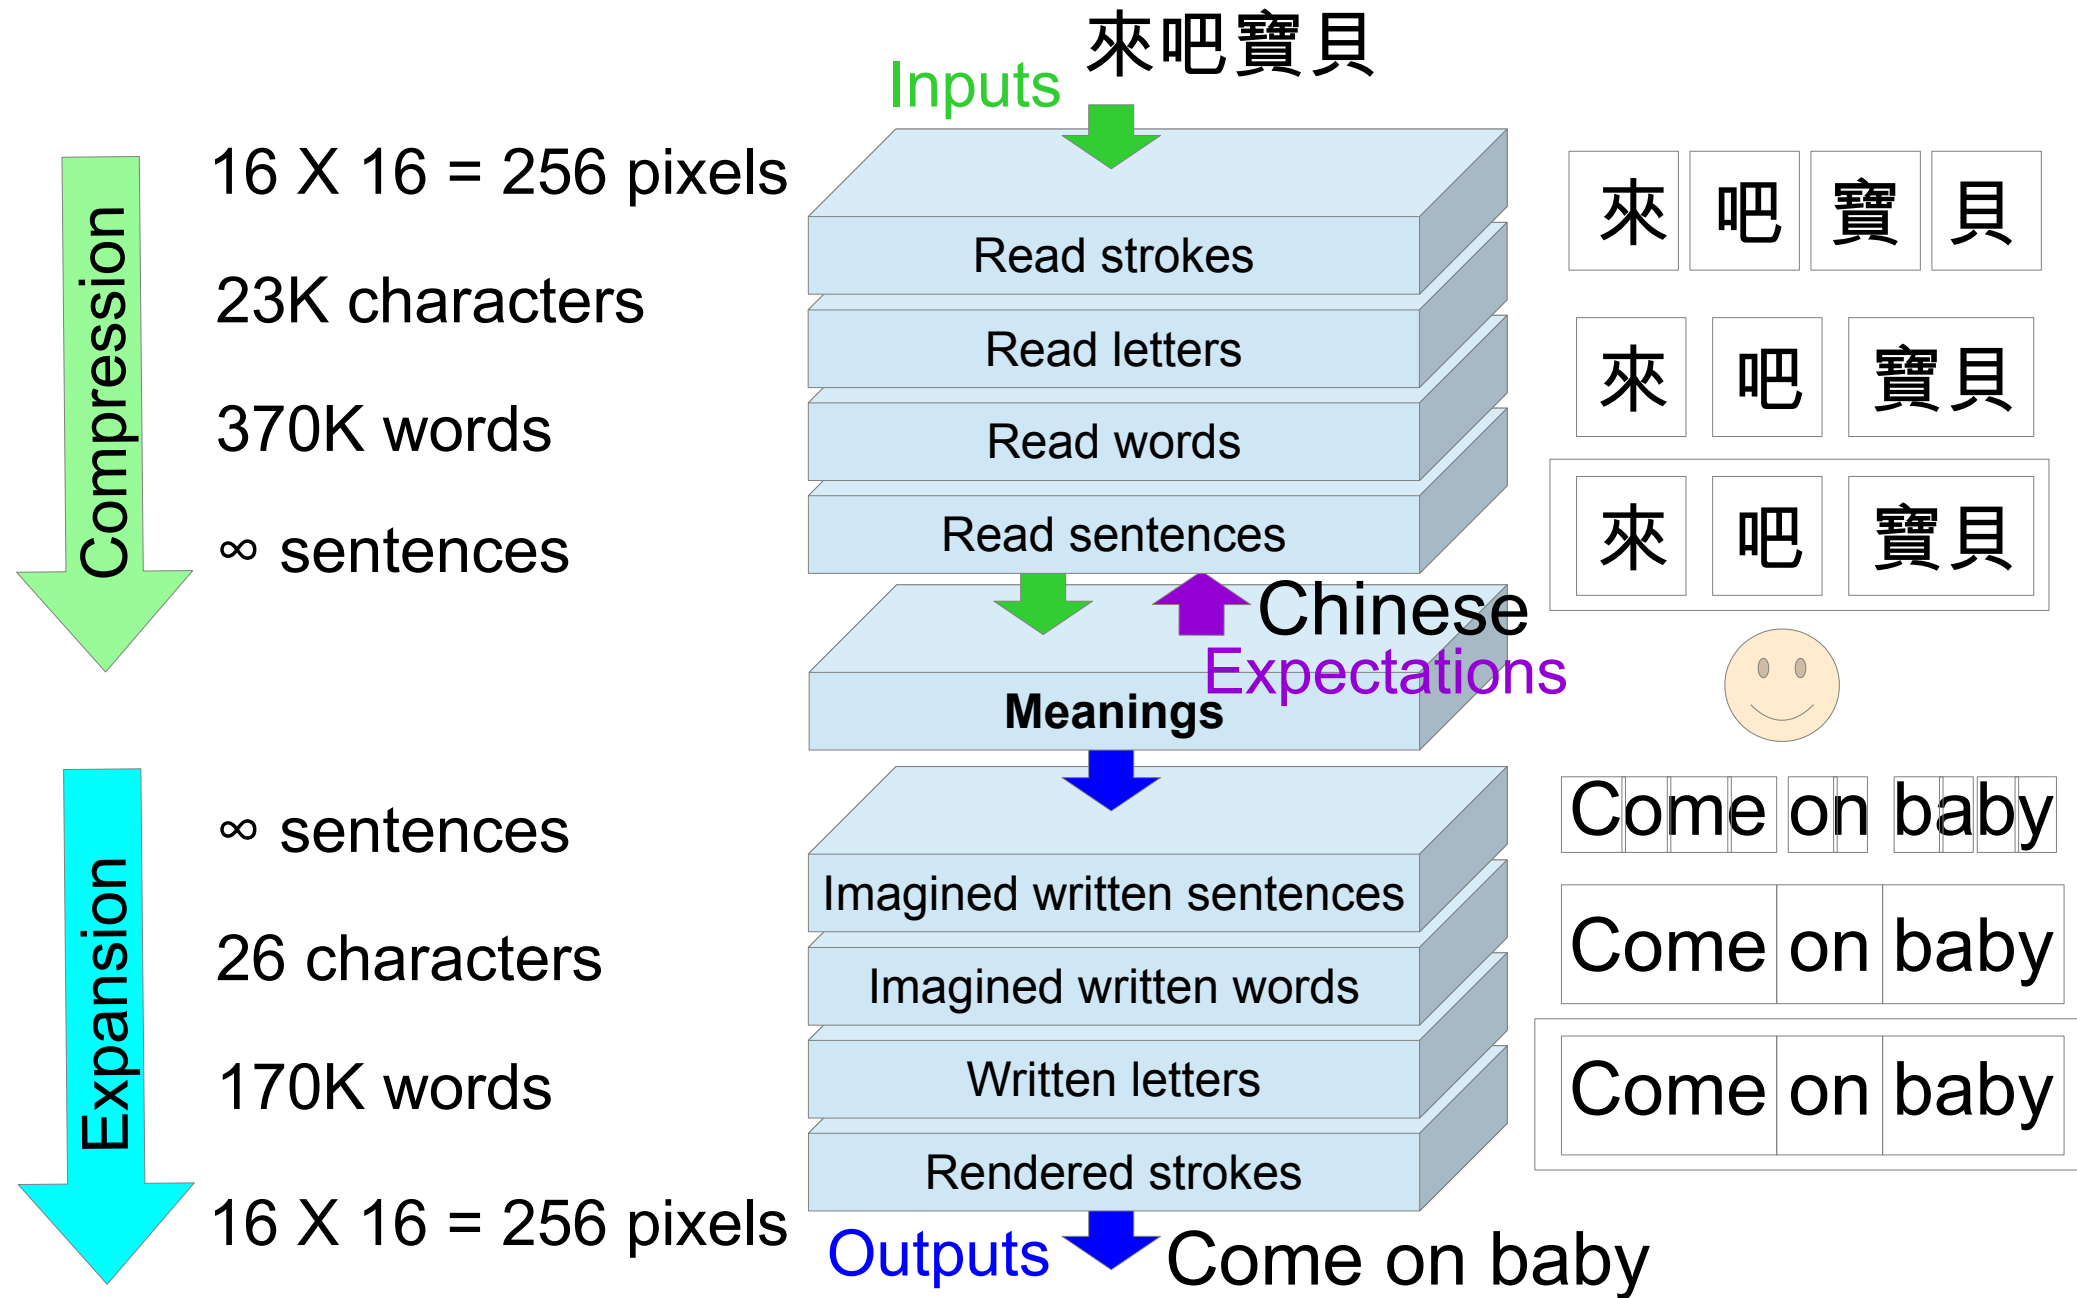 來吧寶貝
Inputs
16 X 16 = 256 pixels
來 吧 寶 貝
Read strokes
Compression
23K characters
Read letters
來 吧 寶貝
370K words
Read words
∞ sentences
Read sentences
來 吧 寶貝
Chinese
Expectations
Meanings
∞ sentences
Come on baby
Imagined written sentences
Expansion
26 characters
Imagined written words
Come on baby
170K words
Written letters
Come on baby
Rendered strokes
16 X 16 = 256 pixels
Outputs
Come on baby